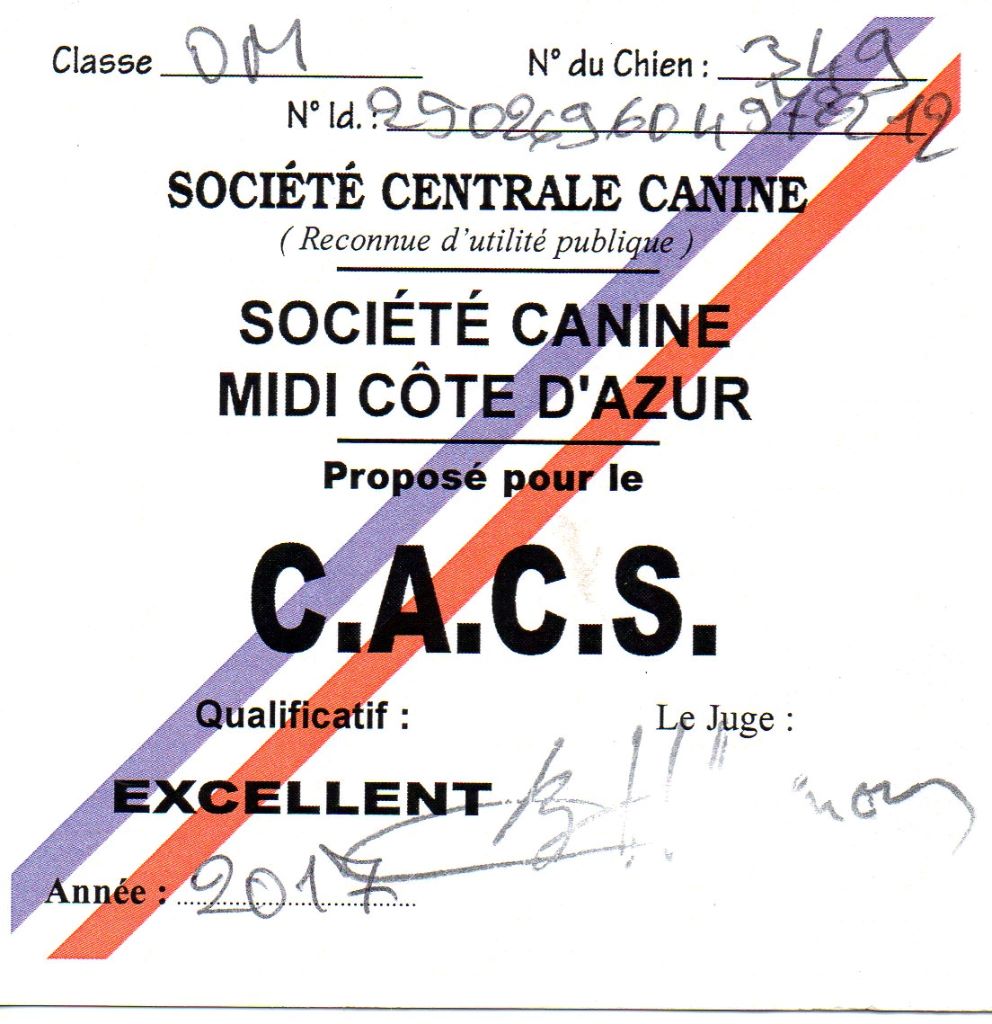 Classe OM N° du Chien : 349
N° Id. : 250269604978212
SOCIÉTÉ CENTRALE CANINE
( Reconnue d'utilité publique )
SOCIÉTÉ CANINE
MIDI CÔTE D'AZUR
Proposé pour le
C.A.C.S.
Qualificatif : Le Juge :
EXCELLENT
Année : 2017